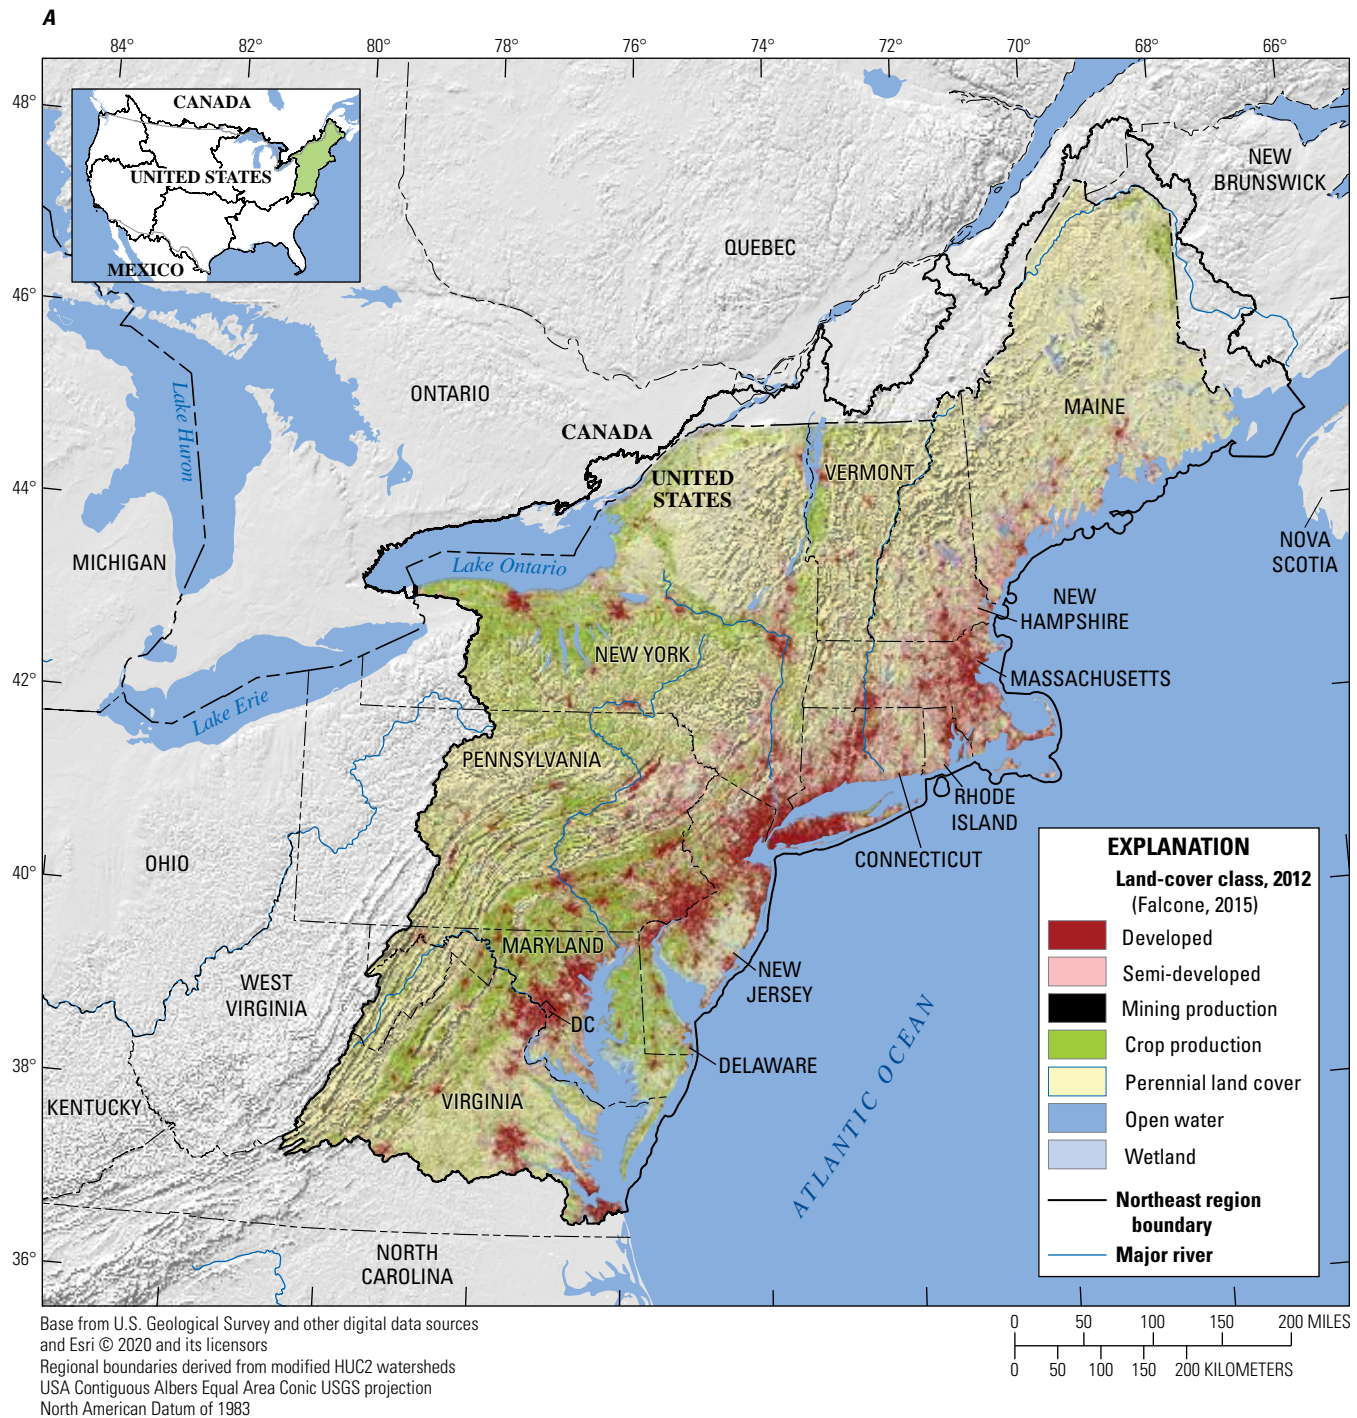 A
84°
82°
80°
78°
76°
74°
72°
70°
68°
66°
48°
46°
44°
42°
40°
38°
36°
CANADA
UNITED STATES
MEXICO
QUEBEC
NEW
BRUNSWICK
ONTARIO
MAINE
CANADA
UNITED
STATES
VERMONT
Lake Huron
MICHIGAN
Lake Ontario
NOVA
SCOTIA
NEW
HAMPSHIRE
NEW YORK
MASSACHUSETTS
Lake Erie
PENNSYLVANIA
RHODE
ISLAND
CONNECTICUT
OHIO
MARYLAND
WEST
VIRGINIA
NEW
JERSEY
DC
DELAWARE
KENTUCKY
VIRGINIA
ATLANTIC OCEAN
NORTH
CAROLINA
EXPLANATION
Land-cover class, 2012
(Falcone, 2015)
Developed
Semi-developed
Mining production
Crop production
Perennial land cover
Open water
Wetland
Northeast region
boundary
Major river
Base from U.S. Geological Survey and other digital data sources
and Esri © 2020 and its licensors
Regional boundaries derived from modified HUC2 watersheds
USA Contiguous Albers Equal Area Conic USGS projection
North American Datum of 1983
0 50 100 150 200 MILES
0 50 100 150 200 KILOMETERS